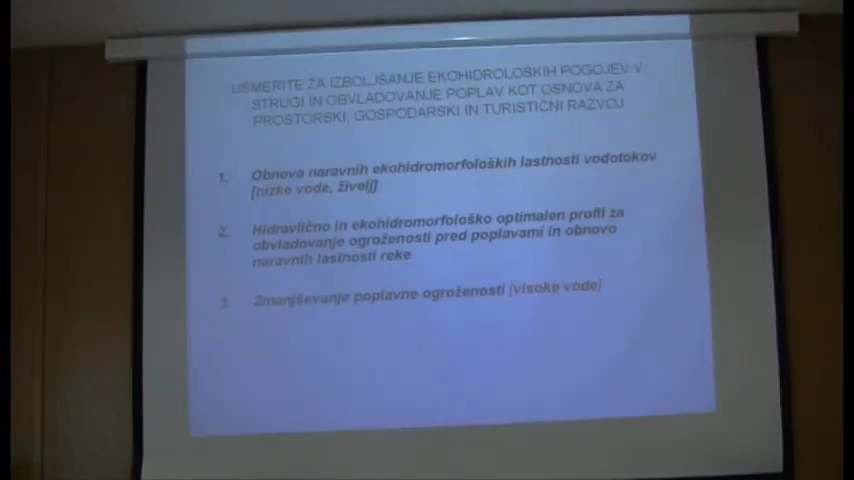 USMERITE ZA IZBOLJŠANJE EKOHIDROLOŠKIH POGOJEV V
STRUGI IN OBVLADOVANJE POPLAV KOT OSNOVA ZA
PROSTORSKI, GOSPODARSKI IN TURISTIČNI RAZVOJ
1. Obnova naravnih ekohidromorfoloških lastnosti vodotokov
[nizke vode, živelj]
2. Hidravlično in ekohidromorfološko optimalen profil za
obvladovanje ogroženosti pred poplavami in obnovo
naravnih lastnosti reke
3. Zmanjševanje poplavne ogroženosti [visoke vode]